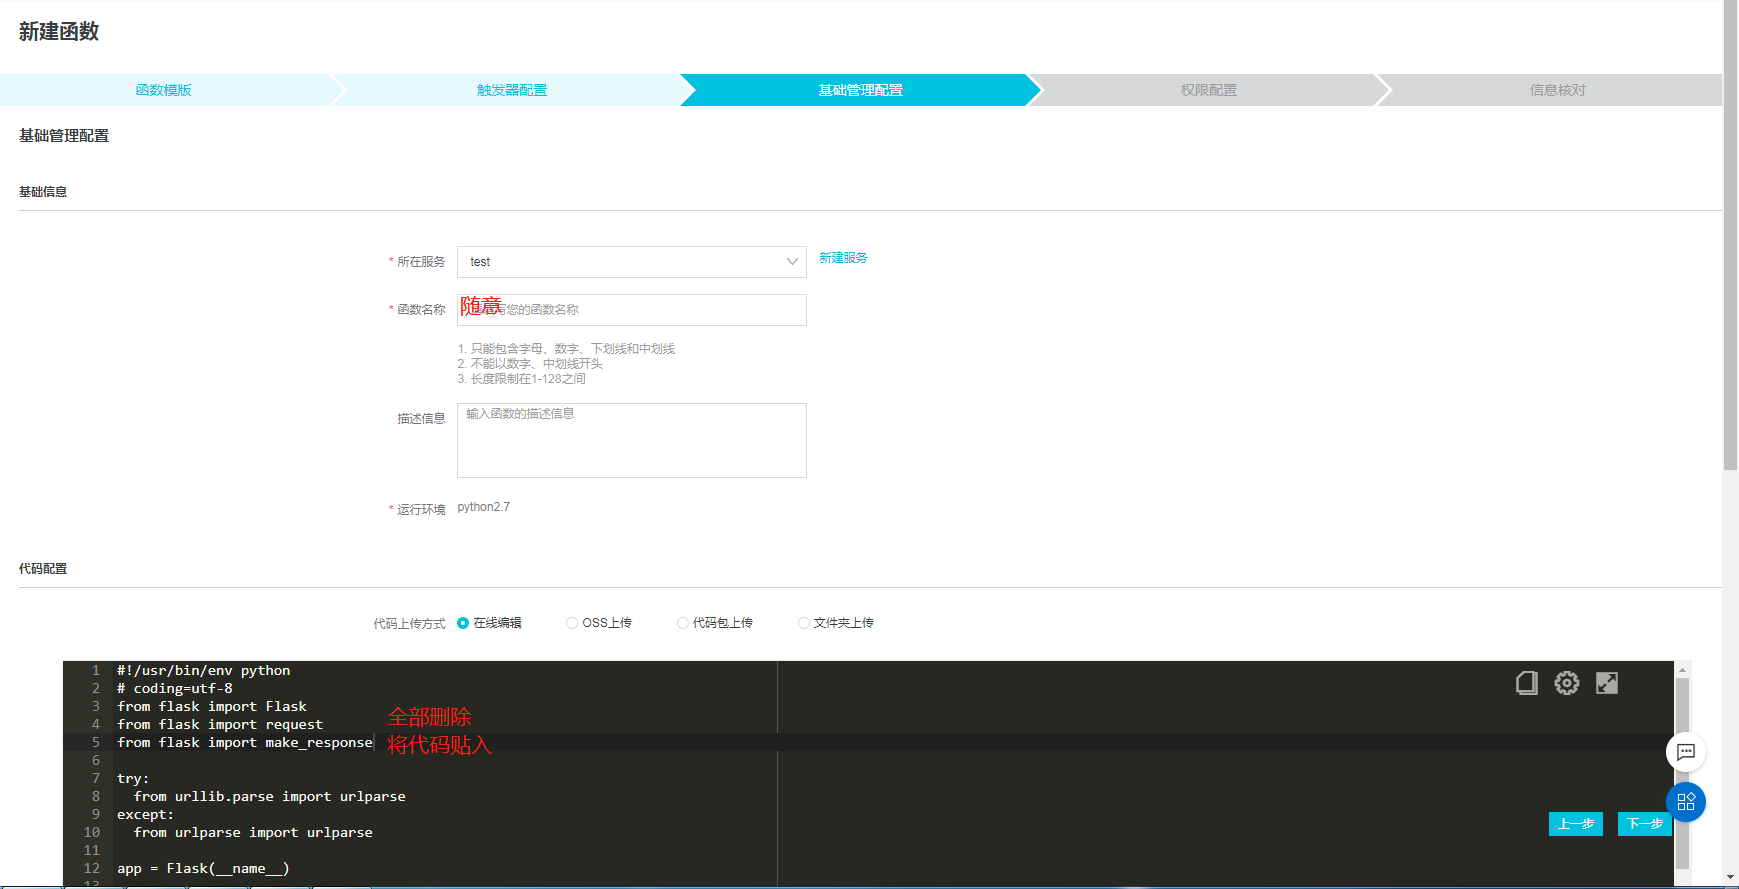 新建函数
函数模版
触发器配置
基础管理配置
权限配置
信息核对
基础管理配置
基础信息
* 所在服务 test 新建服务
* 函数名称 随意 写您的函数名称
1. 只能包含字母、数字、下划线和中划线
2. 不能以数字、中划线开头
3. 长度限制在1-128之间
描述信息 输入函数的描述信息
* 运行环境 python2.7
代码配置
代码上传方式 在线编辑 OSS上传 代码包上传 文件夹上传
1 #!/usr/bin/env python
2 # coding=utf-8
3 from flask import Flask
全部删除
4 from flask import request
5 from flask import make_response
将代码贴入
6
7 try:
8 from urllib.parse import urlparse
9 except:
10 from urlparse import urlparse
11
12 app = Flask(__name__)
13
上一步 下一步